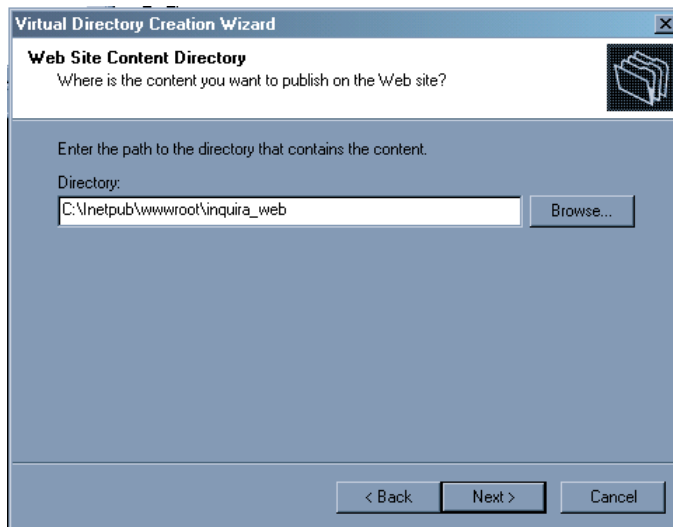 Virtual Directory Creation Wizard
Web Site Content Directory
Where is the content you want to publish on the Web site?
Enter the path to the directory that contains the content.
Directory:
C:\Inetpub\wwwroot\inquira_web
Browse...
< Back
Next >
Cancel